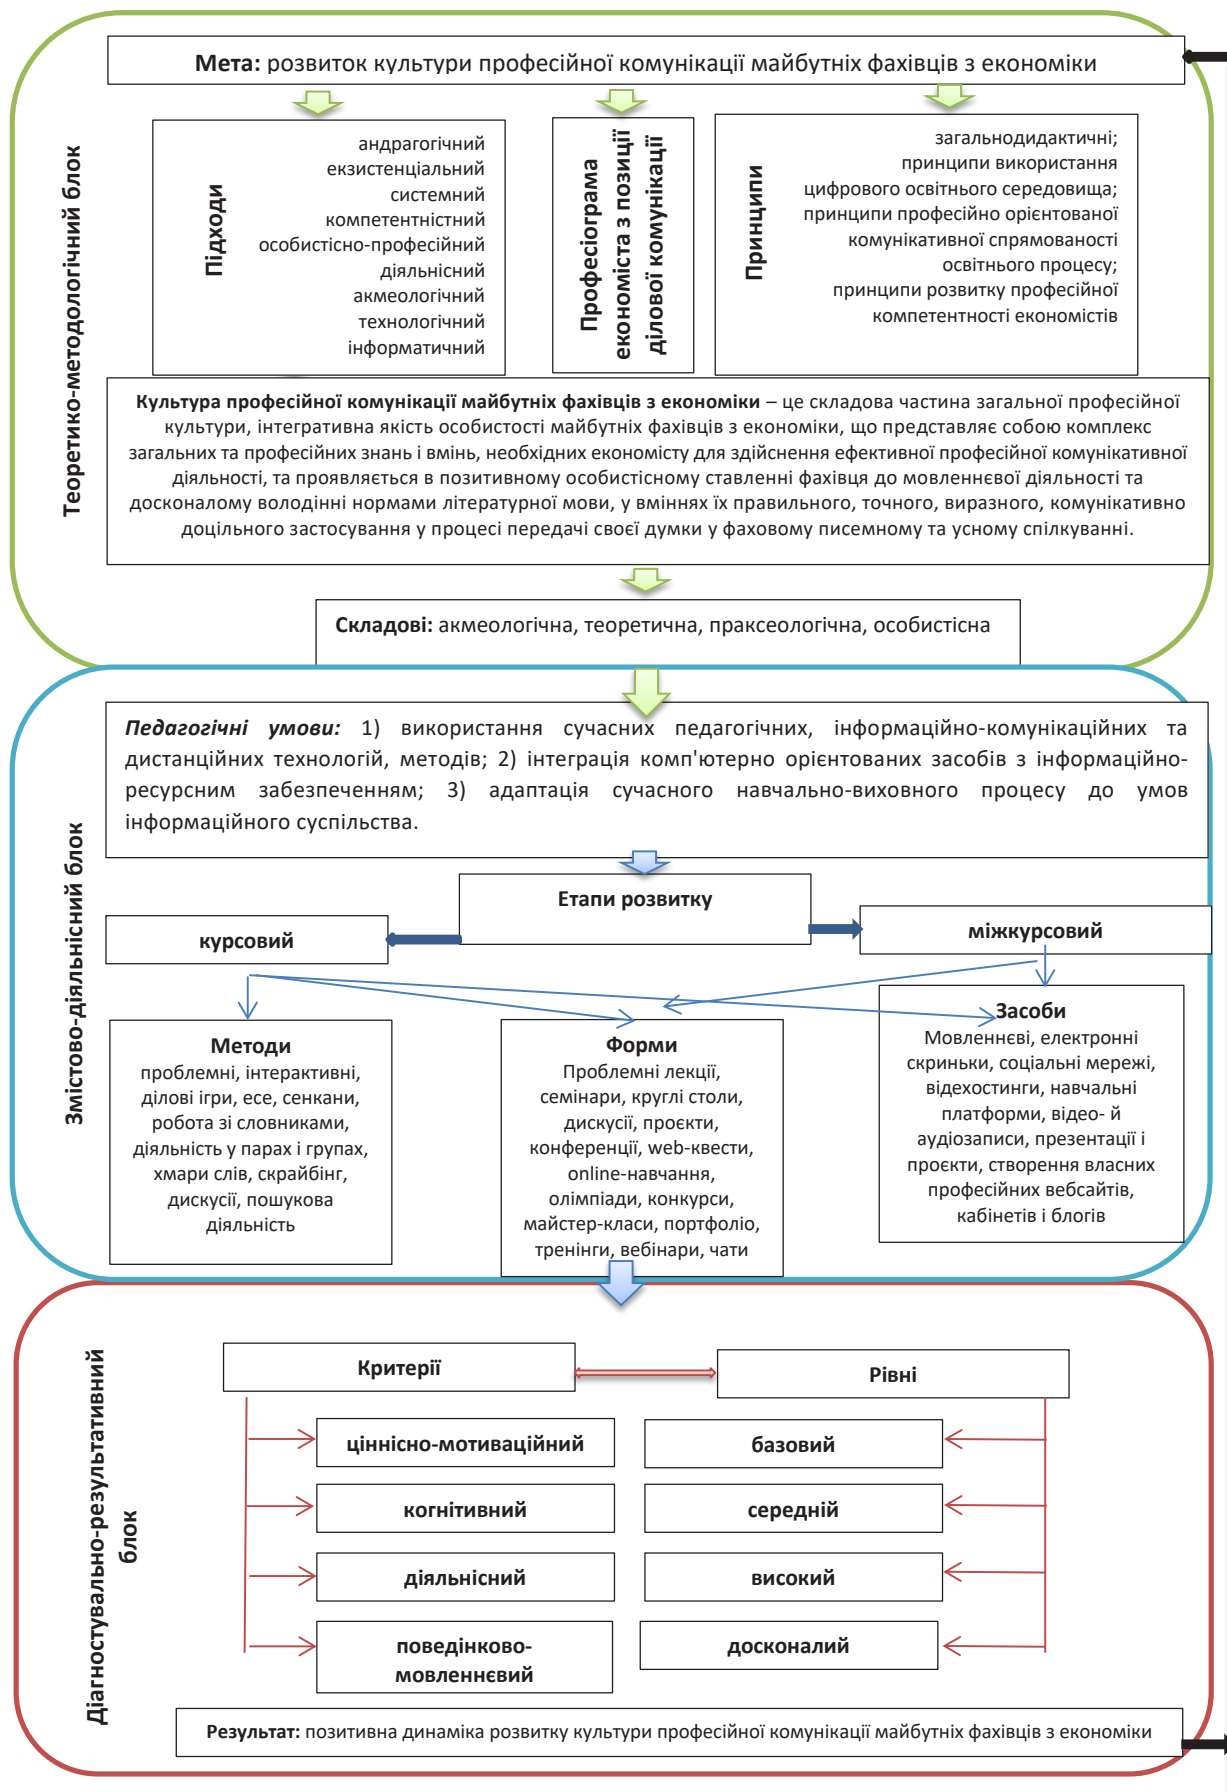 Мета: розвиток культури професійної комунікації майбутніх фахівців з економіки
Теоретико-методологічний блок
Підходи
андрагогічний
екзистенціальний
системний
компетентністний
особистісно-професійний
діяльнісний
акмеологічний
технологічний
інформатичний
Професіограма
економіста з позиції
ділової комунікації
Принципи
загальнодидактичні;
принципи використання
цифрового освітнього середовища;
принципи професійно орієнтованої
комунікативної спрямованості
освітнього процесу;
принципи розвитку професійної
компетентності економістів
Культура професійної комунікації майбутніх фахівців з економіки – це складова частина загальної професійної
культури, інтегративна якість особистості майбутніх фахівців з економіки, що представляє собою комплекс
загальних та професійних знань і вмінь, необхідних економісту для здійснення ефективної професійної комунікативної
діяльності, та проявляється в позитивному особистісному ставленні фахівця до мовленнєвої діяльності та
досконалому володінні нормами літературної мови, у вміннях їх правильного, точного, виразного, комунікативно
доцільного застосування у процесі передачі своєї думки у фаховому писемному та усному спілкуванні.
Складові: акмеологічна, теоретична, праксеологічна, особистісна
Змістово-діяльнісний блок
Педагогічні умови: 1) використання сучасних педагогічних, інформаційно-комунікаційних та
дистанційних технологій, методів; 2) інтеграція комп'ютерно орієнтованих засобів з інформаційно-
ресурсним забезпеченням; 3) адаптація сучасного навчально-виховного процесу до умов
інформаційного суспільства.
Етапи розвитку
курсовий
міжкурсовий
Методи
проблемні, інтерактивні,
ділові ігри, есе, сенкани,
робота зі словниками,
діяльність у парах і групах,
хмари слів, скрайбінг,
дискусії, пошукова
діяльність
Форми
Проблемні лекції,
семінари, круглі столи,
дискусії, проєкти,
конференції, web-квести,
online-навчання,
олімпіади, конкурси,
майстер-класи, портфоліо,
тренінги, вебінари, чати
Засоби
Мовленнєві, електронні
скриньки, соціальні мережі,
відехостинги, навчальні
платформи, відео- й
аудіозаписи, презентації і
проєкти, створення власних
професійних вебсайтів,
кабінетів і блогів
Діагностувально-результативний
блок
Критерії
Рівні
ціннісно-мотиваційний
базовий
когнітивний
середній
діяльнісний
високий
поведінково-
мовленнєвий
досконалий
Результат: позитивна динаміка розвитку культури професійної комунікації майбутніх фахівців з економіки